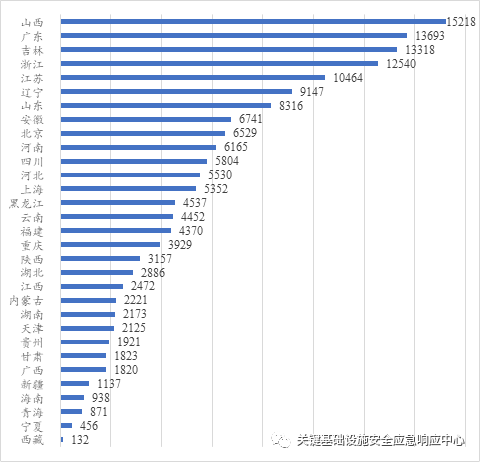 山西 15218
广东 13693
吉林 13318
浙江 12540
江苏 10464
辽宁 9147
山东 8316
安徽 6741
北京 6529
河南 6165
四川 5804
河北 5530
上海 5352
黑龙江 4537
云南 4452
福建 4370
重庆 3929
陕西 3157
湖北 2886
江西 2472
内蒙古 2221
湖南 2173
天津 2125
贵州 1921
甘肃 1823
广西 1820
新疆 1137
海南 938
青海 871
宁夏 456
西藏 132
关键基础设施安全应急响应中心